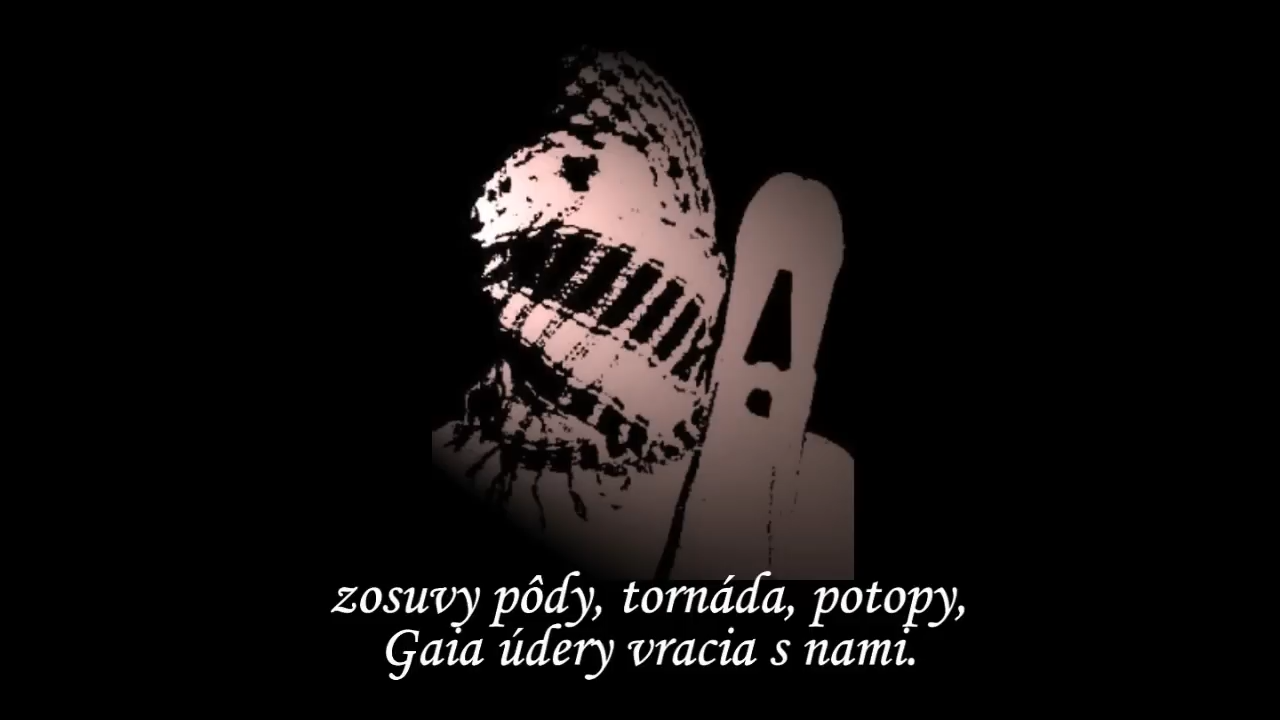 zosuvy pôdy, tornáda, potopy,
Gaia údery vracia s nami.